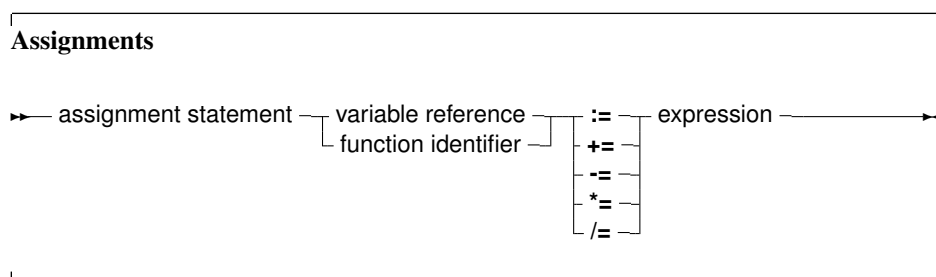 Assignments
assignment statement variable reference := expression
function identifier +=
-=
*=
/=